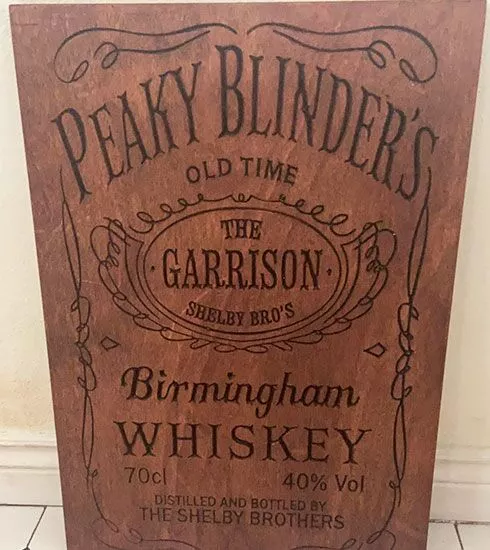 PEAKY BLINDER'S
OLD TIME
THE
GARRISON
SHELBY BRO'S
Birmingham
WHISKEY
70cl 40% Vol
DISTILLED AND BOTTLED BY
THE SHELBY BROTHERS